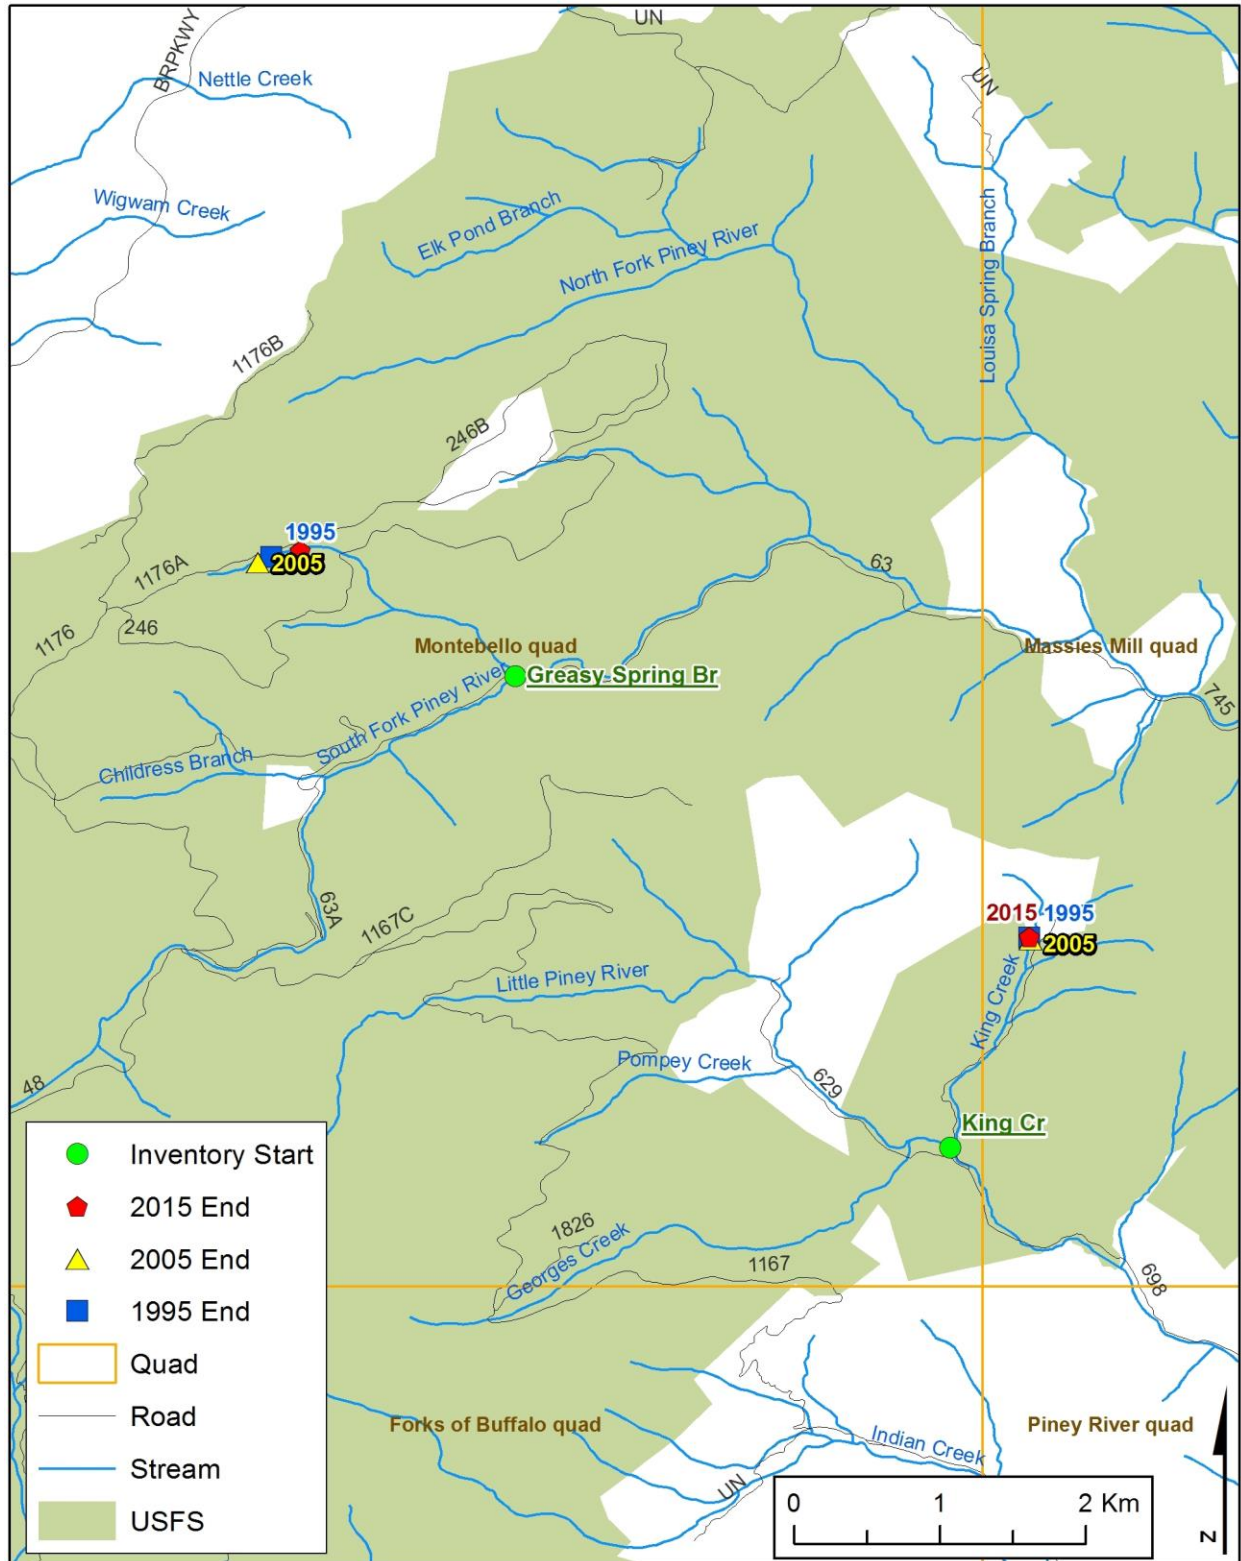 UN
BRPKWY
Nettle Creek
UN
Wigwam Creek
Elk Pond Branch
North Fork Piney River
Louisa Spring Branch
1176B
246B
1995
2005
1176A
63
1176
246
Montebello quad
Massies Mill quad
Greasy Spring Br
745
South Fork Piney River
Childress Branch
63A
1167C
2015 1995
2005
Little Piney River
King Creek
Pompey Creek
629
48
King Cr
1826
Georges Creek
1167
698
Inventory Start
2015 End
2005 End
1995 End
Quad
Road
Stream
USFS
Forks of Buffalo quad
Piney River quad
Indian Creek
UN
0 1 2 Km
N